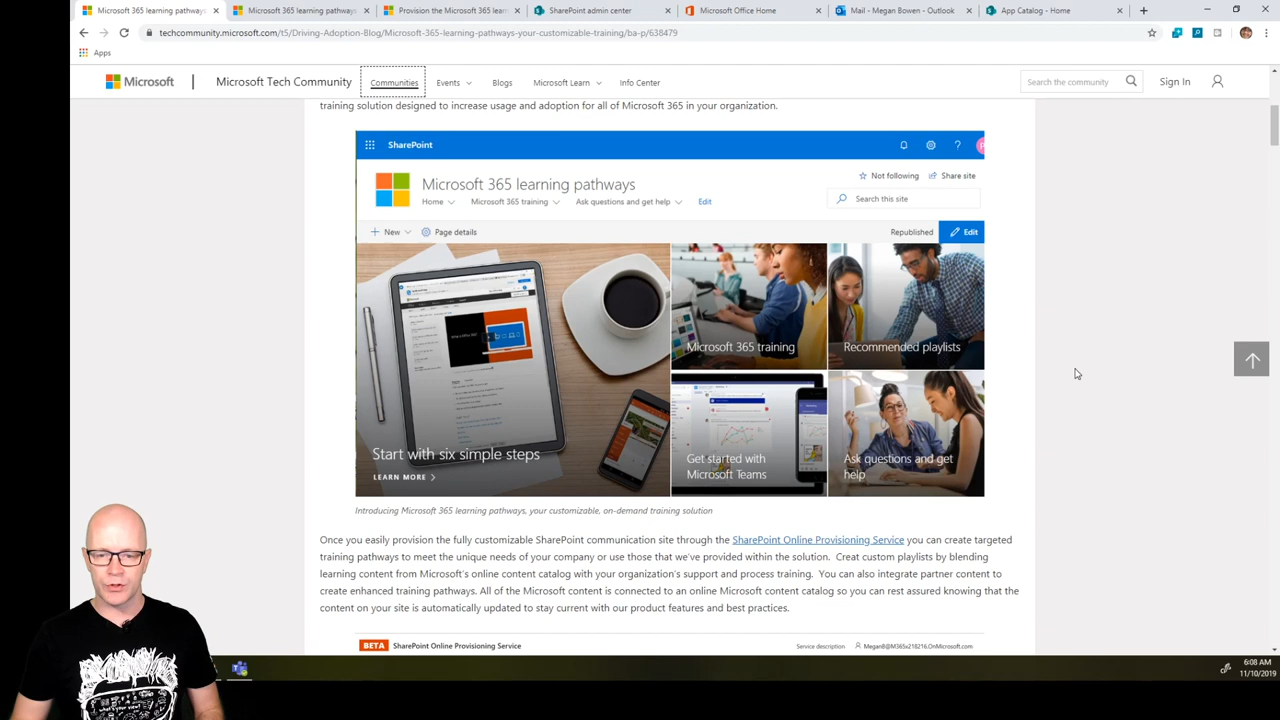 Microsoft 365 learning pathways
Microsoft 365 learning pathways
Provision the Microsoft 365 lear
SharePoint admin center
Microsoft Office Home
Mail - Megan Bowen - Outlook
App Catalog - Home
techcommunity.microsoft.com/t5/Driving-Adoption-Blog/Microsoft-365-learning-pathways-your-customizable-training/ba-p/638479
Apps
Microsoft
Microsoft Tech Community
Communities
Events
Blogs
Microsoft Learn
Info Center
Search the community
Sign In
training solution designed to increase usage and adoption for all of Microsoft 365 in your organization.
SharePoint
Microsoft 365 learning pathways
Not following
Share site
Home
Microsoft 365 training
Ask questions and get help
Edit
Search this site
+ New
Page details
Republished
Edit
Microsoft 365 training
Recommended playlists
Start with six simple steps
LEARN MORE
Get started with
Microsoft Teams
Ask questions and get
help
Introducing Microsoft 365 learning pathways, your customizable, on-demand training solution
Once you easily provision the fully customizable SharePoint communication site through the SharePoint Online Provisioning Service you can create targeted
training pathways to meet the unique needs of your company or use those that we've provided within the solution. Creat custom playlists by blending
learning content from Microsoft's online content catalog with your organization's support and process training. You can also integrate partner content to
create enhanced training pathways. All of the Microsoft content is connected to an online Microsoft content catalog so you can rest assured knowing that the
content on your site is automatically updated to stay current with our product features and best practices.
BETA
SharePoint Online Provisioning Service
Service description
MeganB@M365x218216.OnMicrosoft.com
6:08 AM
11/10/2019